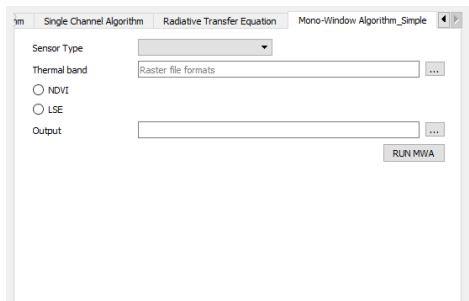 hm Single Channel Algorithm Radiative Transfer Equation Mono-Window Algorithm_Simple
Sensor Type
Thermal band Raster file formats ...
NDVI
LSE
Output ...
RUN MWA